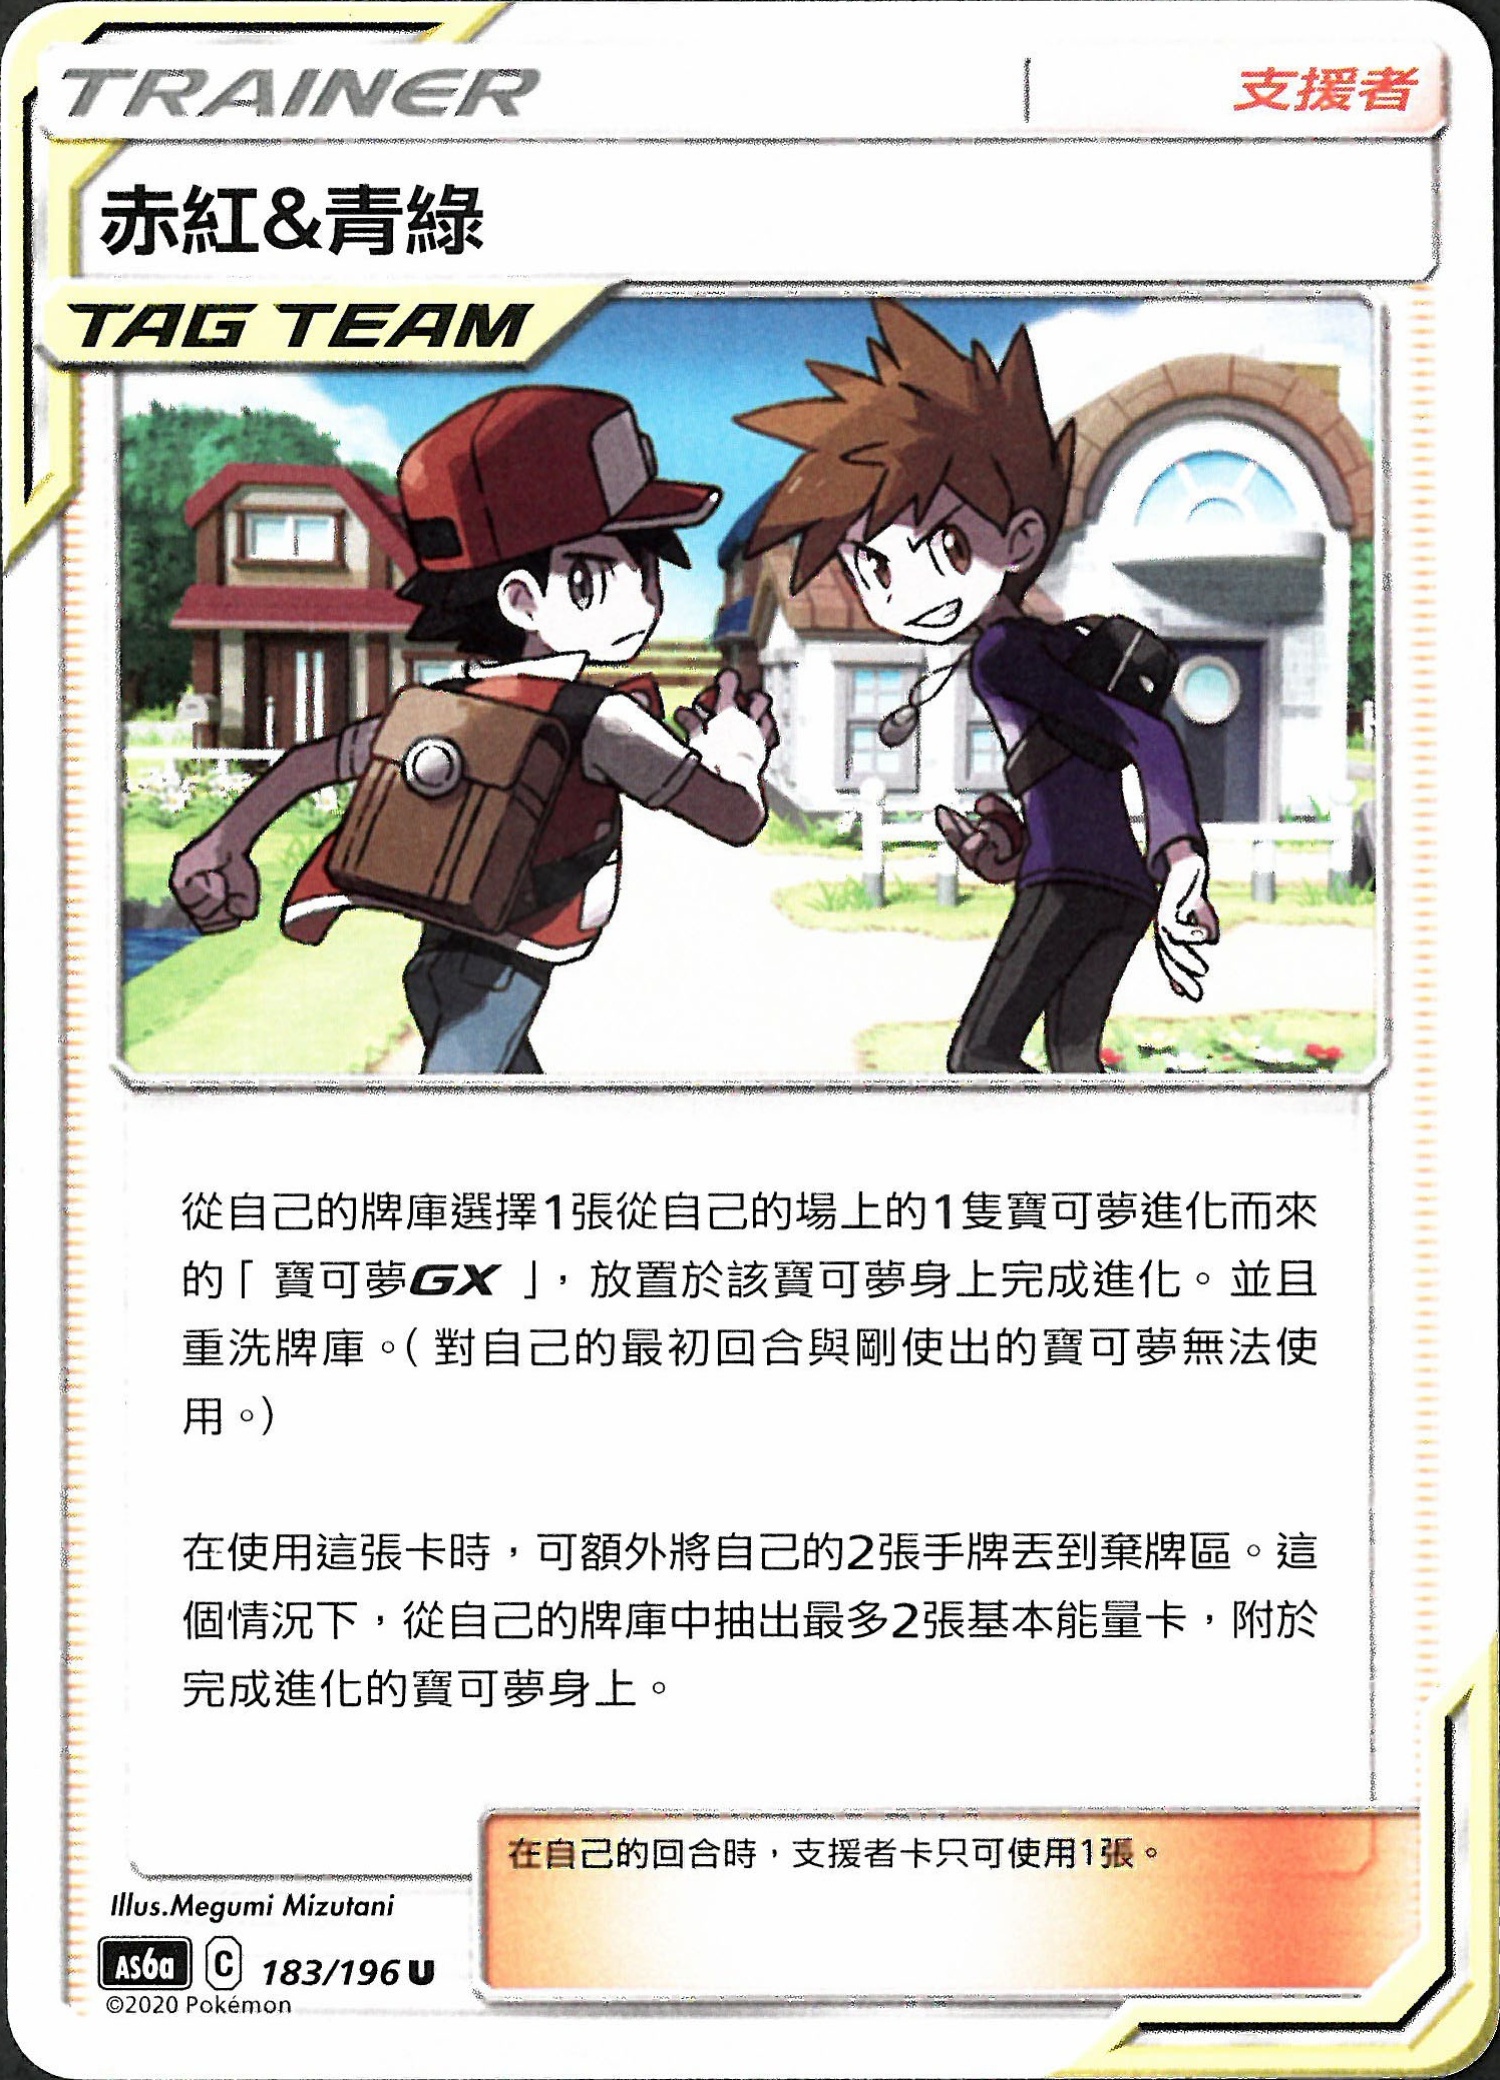 TRAINER
支援者
赤紅&青綠
TAG TEAM
從自己的牌庫選擇1張從自己的場上的1隻寶可夢進化而來
的「寶可夢GX」，放置於該寶可夢身上完成進化。並且
重洗牌庫。(對自己的最初回合與剛使出的寶可夢無法使
用。)
在使用這張卡時，可額外將自己的2張手牌丟到棄牌區。這
個情況下，從自己的牌庫中抽出最多2張基本能量卡，附於
完成進化的寶可夢身上。
在自己的回合時，支援者卡只可使用1張。
Illus.Megumi Mizutani
AS6a C 183/196 U
©2020 Pokémon